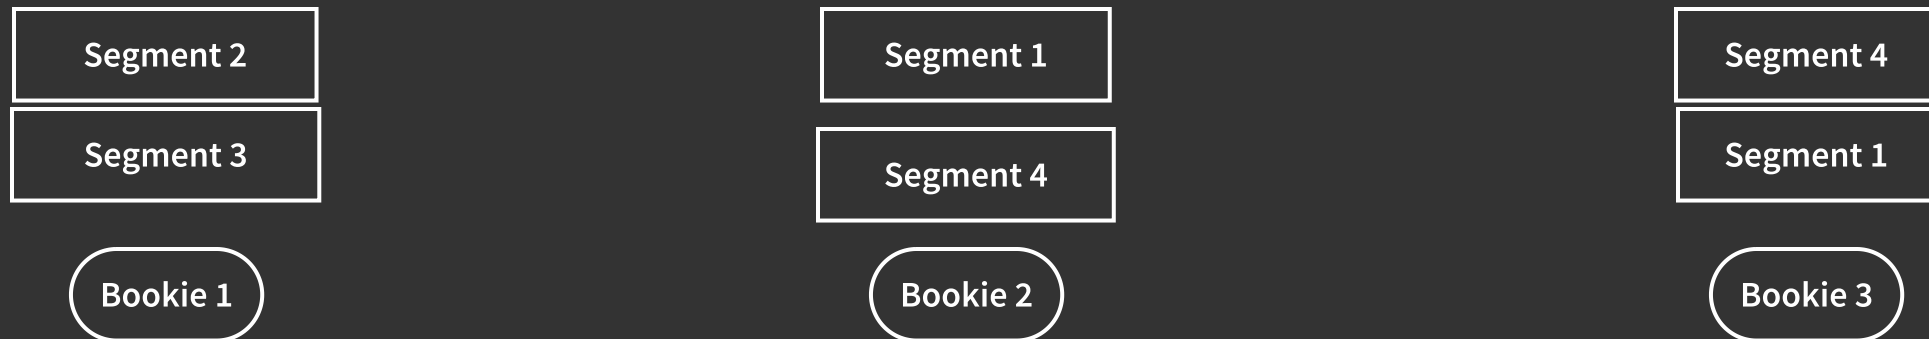 Segment 2
Segment 3
Bookie 1
Segment 1
Segment 4
Bookie 2
Segment 4
Segment 1
Bookie 3